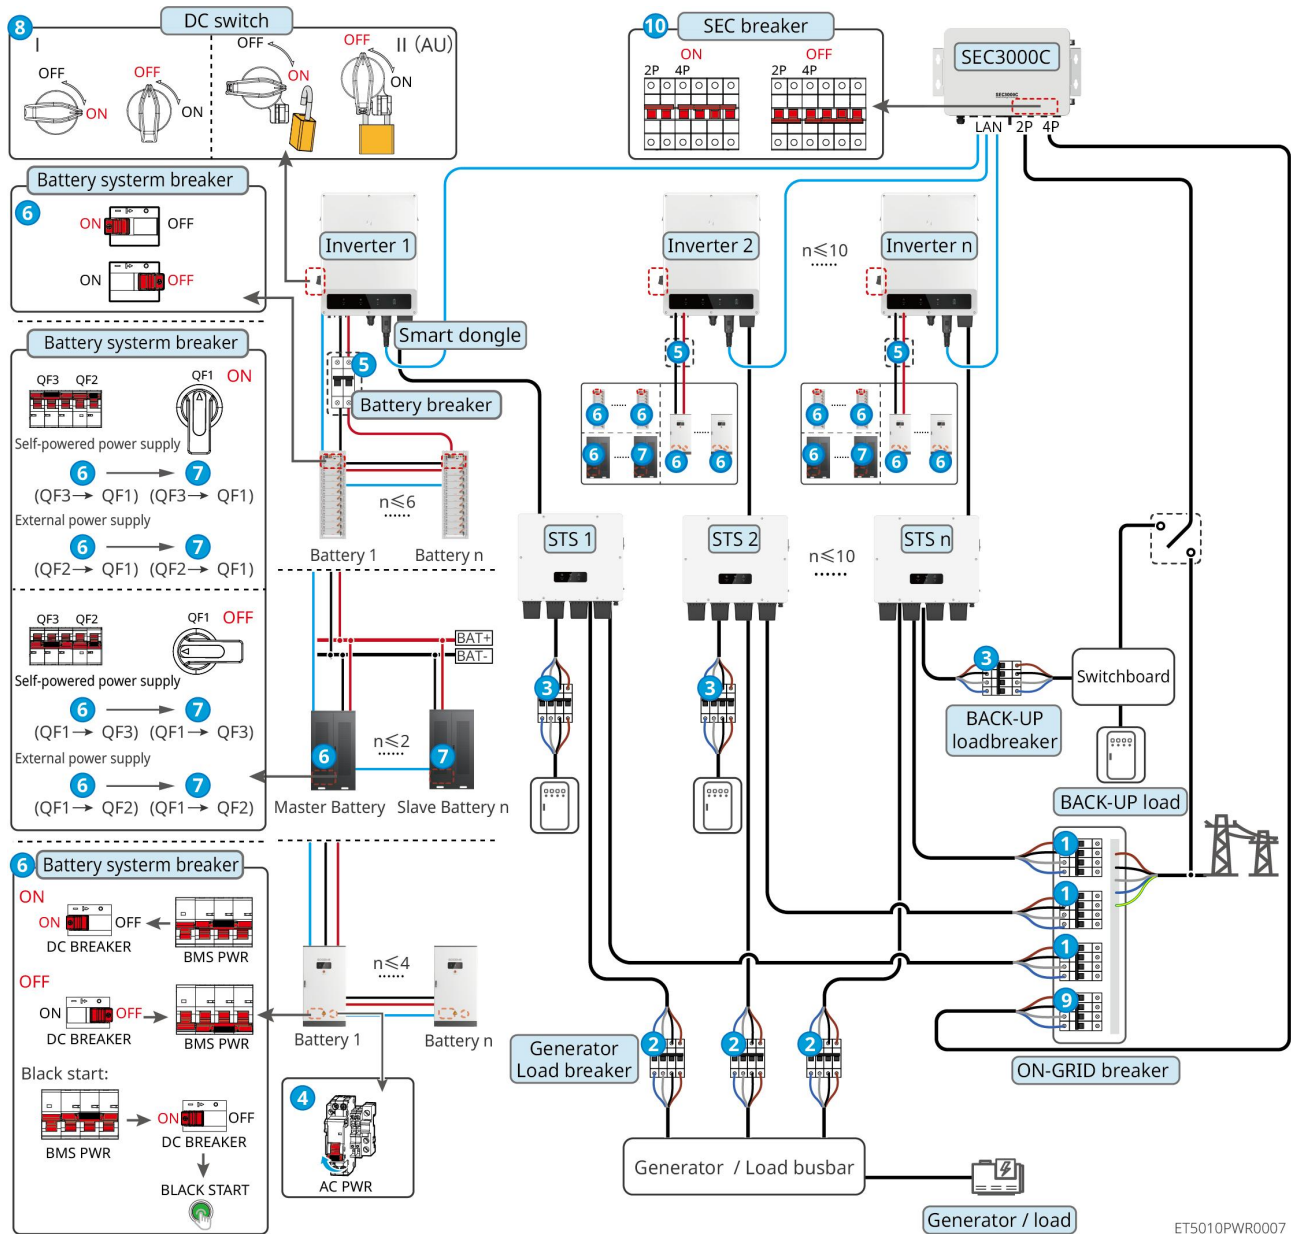 8
DC switch
I
OFF
ON
OFF
ON
OFF
ON
II (AU)
OFF
ON
10
SEC breaker
ON
OFF
2P 4P
2P 4P
SEC3000C
SEC3000C
LAN 2P 4P
Battery systerm breaker
6
ON OFF
ON OFF
Inverter 1
Inverter 2
n≤10
......
Inverter n
Smart dongle
5
Battery breaker
5
5
6 ...... 6
6 7
6 6
6 ...... 6
6 7
6 6
Battery systerm breaker
QF3 QF2
QF1 ON
Self-powered power supply
6 → 7
(QF3→ QF1) (QF3→ QF1)
External power supply
6 → 7
(QF2→ QF1) (QF2→ QF1)
QF3 QF2
QF1 OFF
Self-powered power supply
6 → 7
(QF1→ QF3) (QF1→ QF3)
External power supply
6 → 7
(QF1→ QF2) (QF1→ QF2)
n≤6
......
Battery 1
Battery n
STS 1
STS 2
n≤10
......
STS n
BAT+
BAT-
3
3
3
BACK-UP
loadbreaker
Switchboard
BACK-UP load
6
n≤2
......
7
Master Battery
Slave Battery n
6
Battery systerm breaker
ON
ON OFF
DC BREAKER
BMS PWR
OFF
ON OFF
DC BREAKER
BMS PWR
Black start:
BMS PWR
ON OFF
DC BREAKER
BLACK START
n≤4
......
Battery 1
Battery n
4
AC PWR
1
1
1
9
ON-GRID breaker
Generator
Load breaker
2
2
2
Generator / Load busbar
Generator / load
ET5010PWR0007